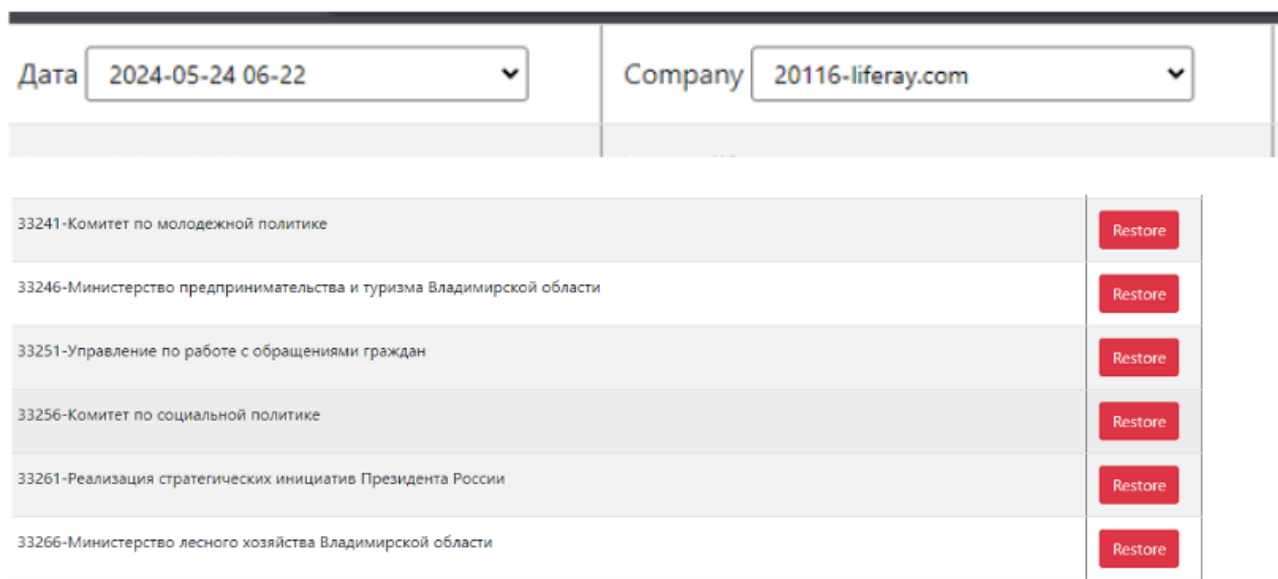 Дата 2024-05-24 06-22 Company 20116-liferay.com
33241-Комитет по молодежной политике Restore
33246-Министерство предпринимательства и туризма Владимирской области Restore
33251-Управление по работе с обращениями граждан Restore
33256-Комитет по социальной политике Restore
33261-Реализация стратегических инициатив Президента России Restore
33266-Министерство лесного хозяйства Владимирской области Restore